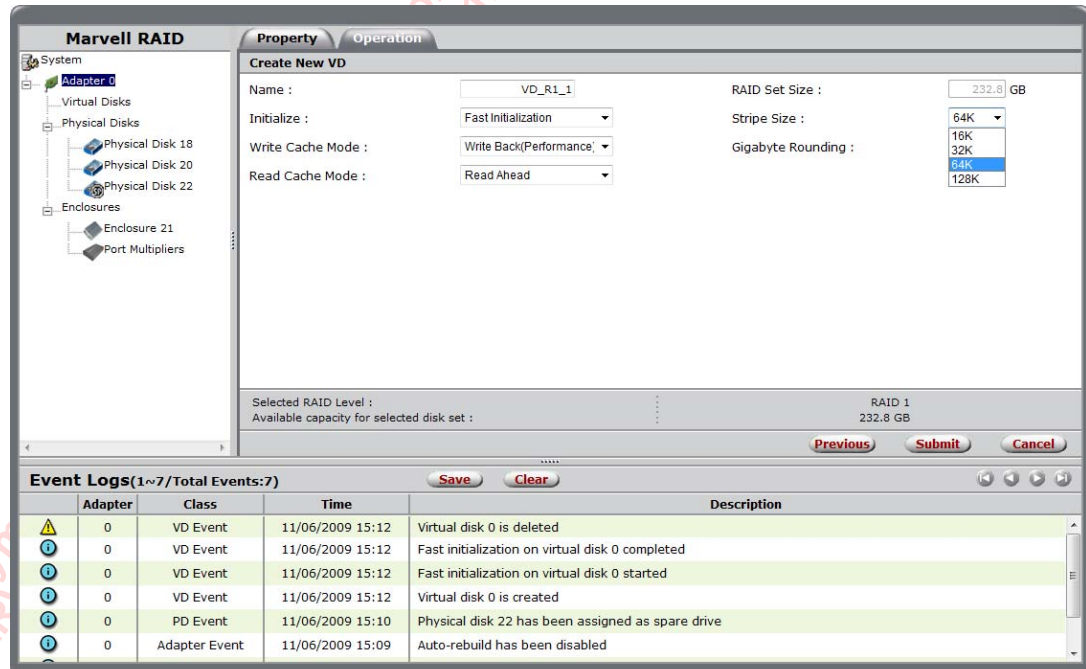 Marvell RAID
Property
Operation
System
Adapter 0
Virtual Disks
Physical Disks
Physical Disk 18
Physical Disk 20
Physical Disk 22
Enclosures
Enclosure 21
Port Multipliers
Create New VD
Name : VD_R1_1 RAID Set Size : 232.8 GB
Initialize : Fast Initialization Stripe Size : 64K
16K
32K
64K
128K
Write Cache Mode : Write Back(Performance) Gigabyte Rounding :
Read Cache Mode : Read Ahead
Selected RAID Level : RAID 1
Available capacity for selected disk set : 232.8 GB
Previous Submit Cancel
Event Logs(1~7/Total Events:7) Save Clear
Adapter Class Time Description
0 VD Event 11/06/2009 15:12 Virtual disk 0 is deleted
0 VD Event 11/06/2009 15:12 Fast initialization on virtual disk 0 completed
0 VD Event 11/06/2009 15:12 Fast initialization on virtual disk 0 started
0 VD Event 11/06/2009 15:12 Virtual disk 0 is created
0 PD Event 11/06/2009 15:10 Physical disk 22 has been assigned as spare drive
0 Adapter Event 11/06/2009 15:09 Auto-rebuild has been disabled